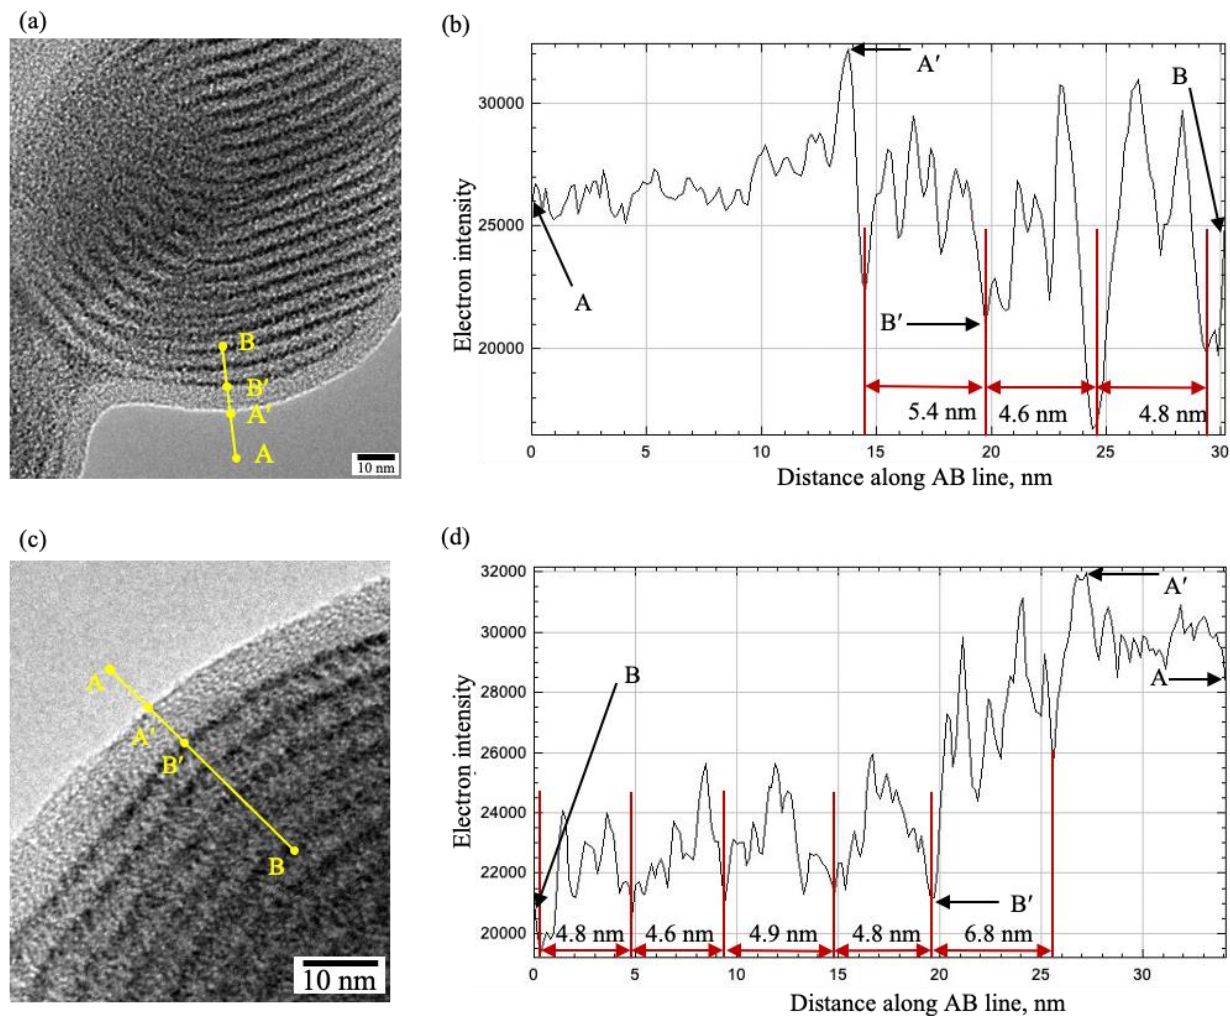 (a)
B
B′
A′
A
10 nm
(b)
Electron intensity
30000
25000
20000
A′
B
A
B′
5.4 nm
4.6 nm
4.8 nm
0 5 10 15 20 25 30
Distance along AB line, nm
(c)
A
A′
B′
B
10 nm
(d)
Electron intensity
32000
30000
28000
26000
24000
22000
20000
A′
B
A
B′
4.8 nm 4.6 nm 4.9 nm 4.8 nm 6.8 nm
0 5 10 15 20 25 30
Distance along AB line, nm